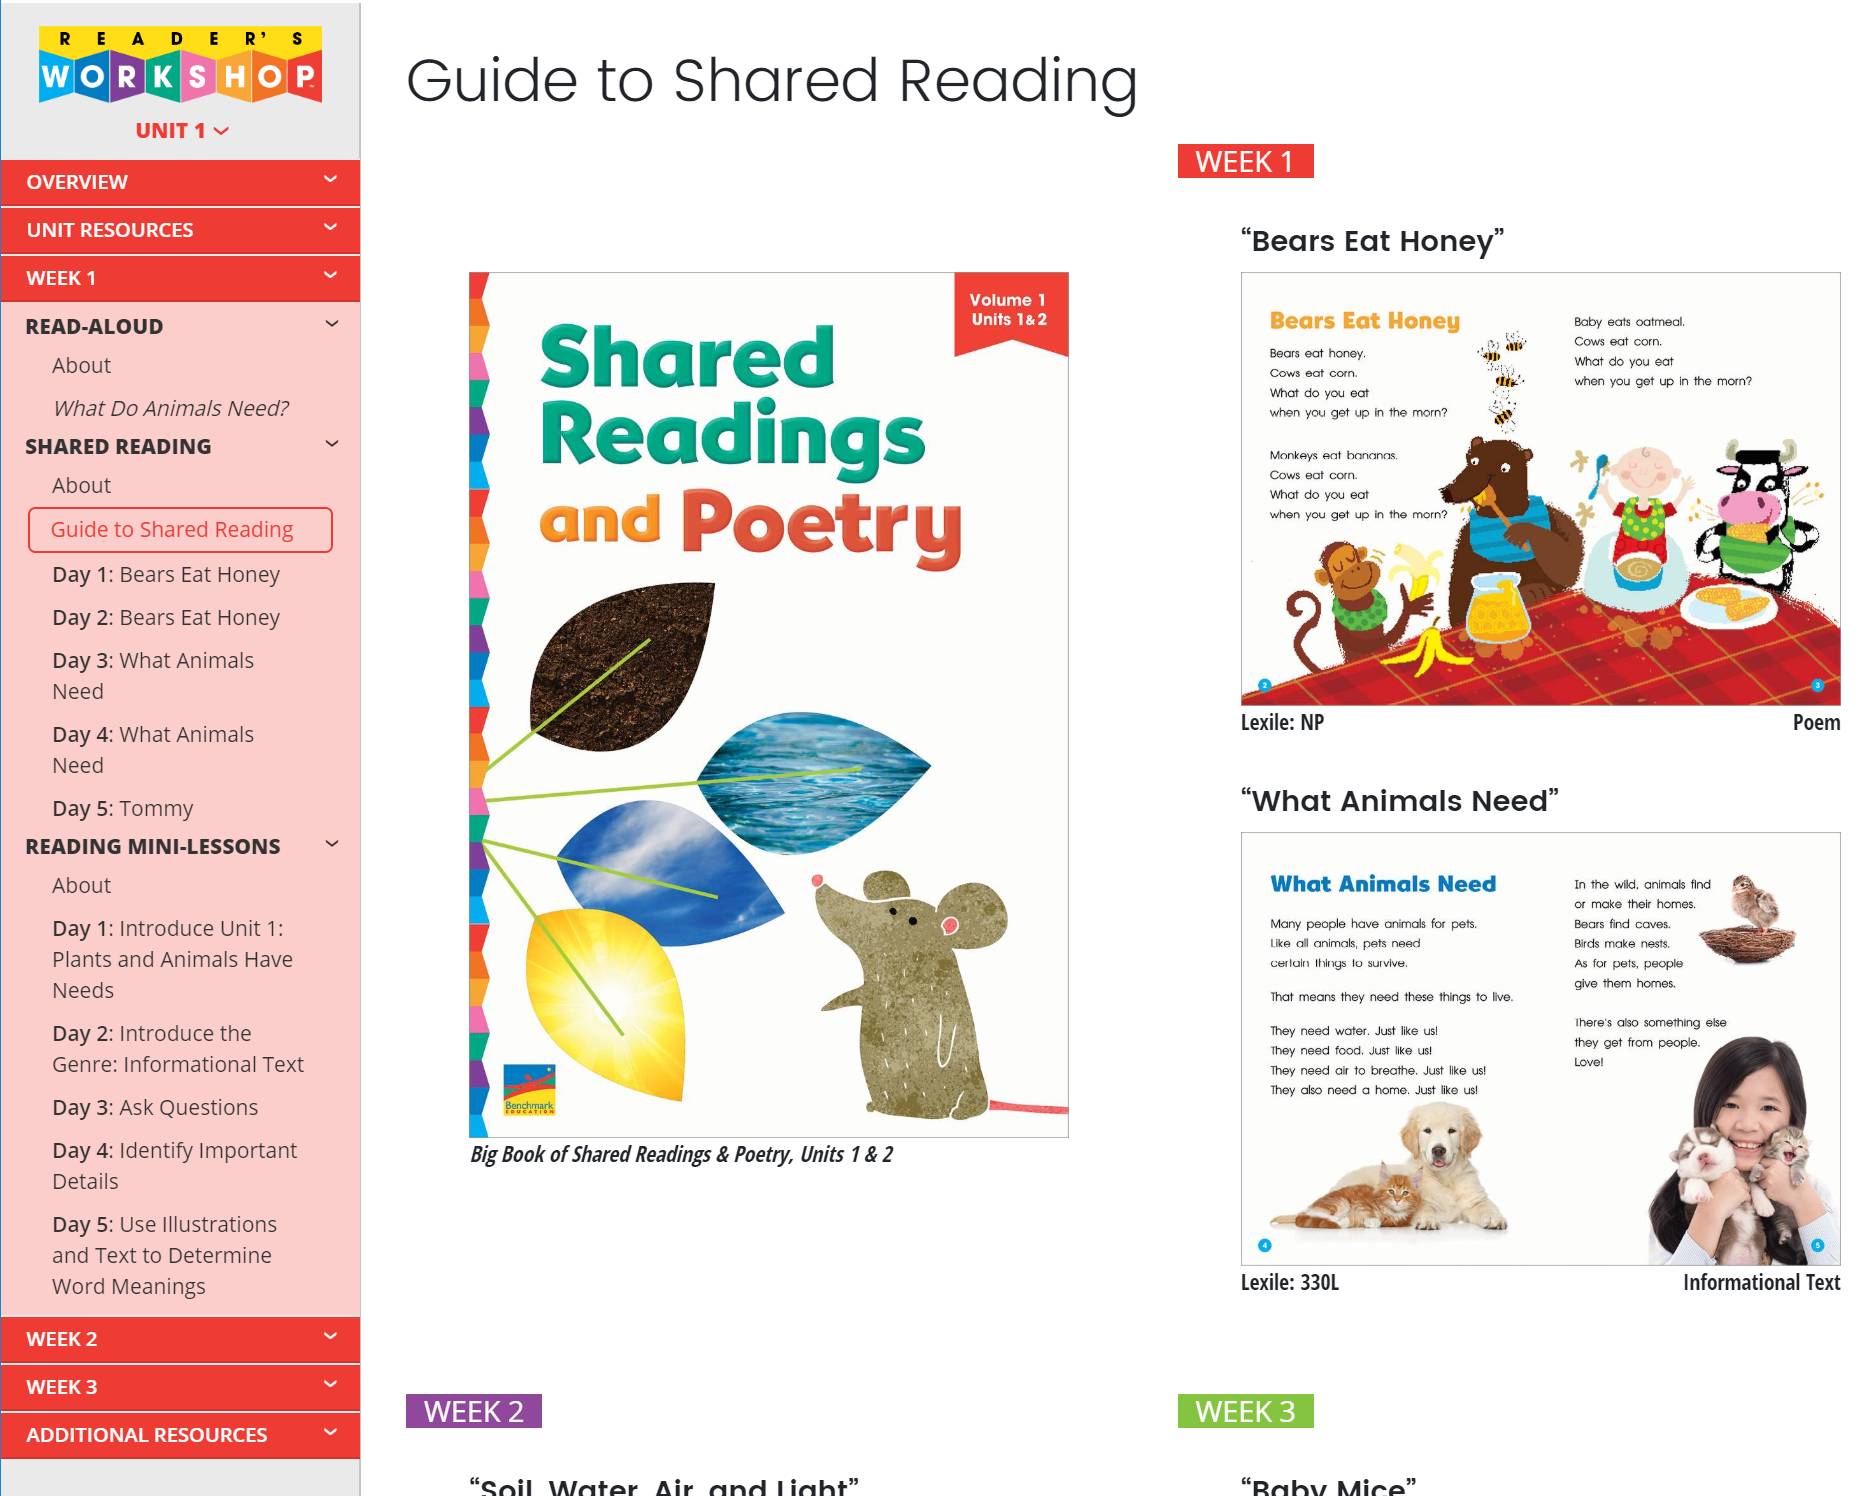 READER'S
WORKSHOP
UNIT 1
OVERVIEW
UNIT RESOURCES
WEEK 1
READ-ALOUD
About
What Do Animals Need?
SHARED READING
About
Guide to Shared Reading
Day 1: Bears Eat Honey
Day 2: Bears Eat Honey
Day 3: What Animals
Need
Day 4: What Animals
Need
Day 5: Tommy
READING MINI-LESSONS
About
Day 1: Introduce Unit 1:
Plants and Animals Have
Needs
Day 2: Introduce the
Genre: Informational Text
Day 3: Ask Questions
Day 4: Identify Important
Details
Day 5: Use Illustrations
and Text to Determine
Word Meanings
WEEK 2
WEEK 3
ADDITIONAL RESOURCES
Guide to Shared Reading
Volume 1
Units 1&2
Shared
Readings
and Poetry
Benchmark
EDUCATION
Big Book of Shared Readings & Poetry, Units 1 & 2
WEEK 1
“Bears Eat Honey”
Bears Eat Honey
Bears eat honey.
Cows eat corn.
What do you eat
when you get up in the morn?
Monkeys eat bananas.
Cows eat corn.
What do you eat
when you get up in the morn?
Baby eats oatmeal.
Cows eat corn.
What do you eat
when you get up in the morn?
2
3
Lexile: NP
Poem
“What Animals Need”
What Animals Need
Many people have animals for pets.
Like all animals, pets need
certain things to survive.
That means they need these things to live.
They need water. Just like us!
They need food. Just like us!
They need air to breathe. Just like us!
They also need a home. Just like us!
In the wild, animals find
or make their homes.
Bears find caves.
Birds make nests.
As for pets, people
give them homes.
There's also something else
they get from people.
Love!
4
5
Lexile: 330L
Informational Text
WEEK 2
“Soil, Water, Air, and Light”
WEEK 3
“Baby Mice”